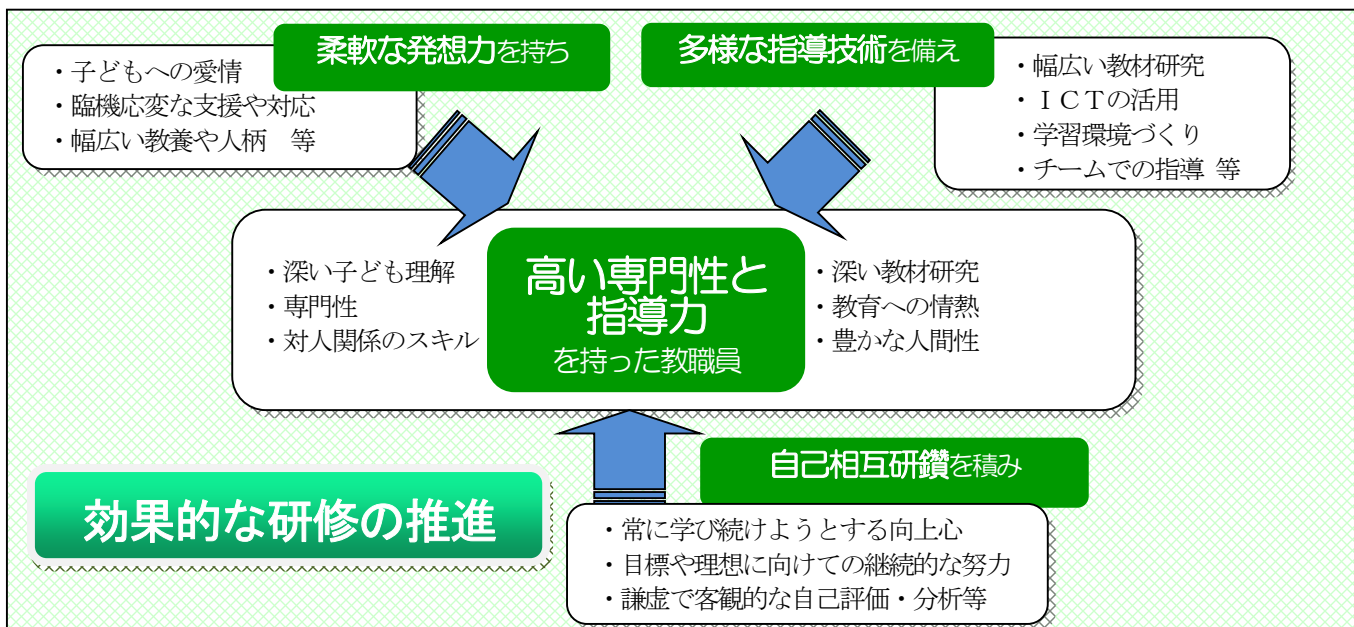 柔軟な発想力を持ち
・子どもへの愛情
・臨機応変な支援や対応
・幅広い教養や人柄　等
多様な指導技術を備え
・幅広い教材研究
・ＩＣＴの活用
・学習環境づくり
・チームでの指導 等
・深い子ども理解
・専門性
・対人関係のスキル
高い専門性と
指導力
を持った教職員
・深い教材研究
・教育への情熱
・豊かな人間性
自己相互研鑽を積み
・常に学び続けようとする向上心
・目標や理想に向けての継続的な努力
・謙虚で客観的な自己評価・分析等
効果的な研修の推進